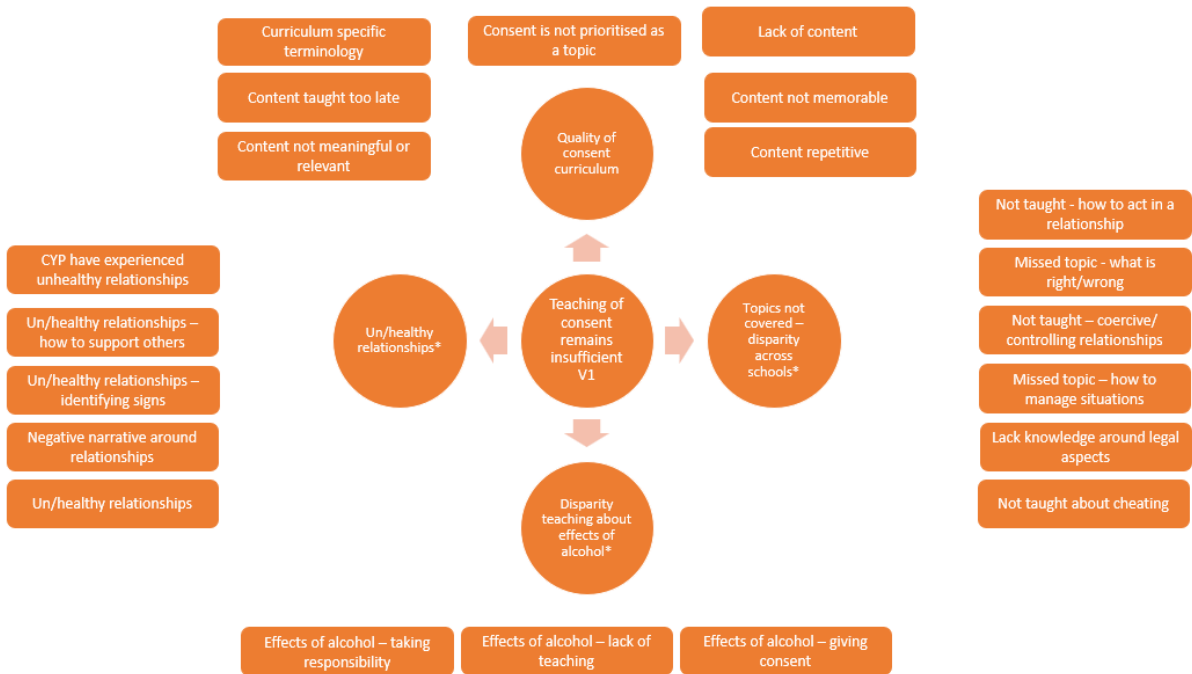 Curriculum specific
terminology
Consent is not prioritised as
a topic
Lack of content
Content taught too late
Content not memorable
Content not meaningful or
relevant
Quality of
consent
curriculum
Content repetitive
Not taught - how to act in a
relationship
CYP have experienced
unhealthy relationships
Missed topic - what is
right/wrong
Un/healthy relationships –
how to support others
Un/healthy
relationships*
Teaching of
consent
remains
insufficient
V1
Topics not
covered –
disparity
across
schools*
Not taught – coercive/
controlling relationships
Un/healthy relationships –
identifying signs
Missed topic – how to
manage situations
Negative narrative around
relationships
Lack knowledge around legal
aspects
Un/healthy relationships
Not taught about cheating
Disparity
teaching about
effects of
alcohol*
Effects of alcohol – taking
responsibility
Effects of alcohol – lack of
teaching
Effects of alcohol – giving
consent